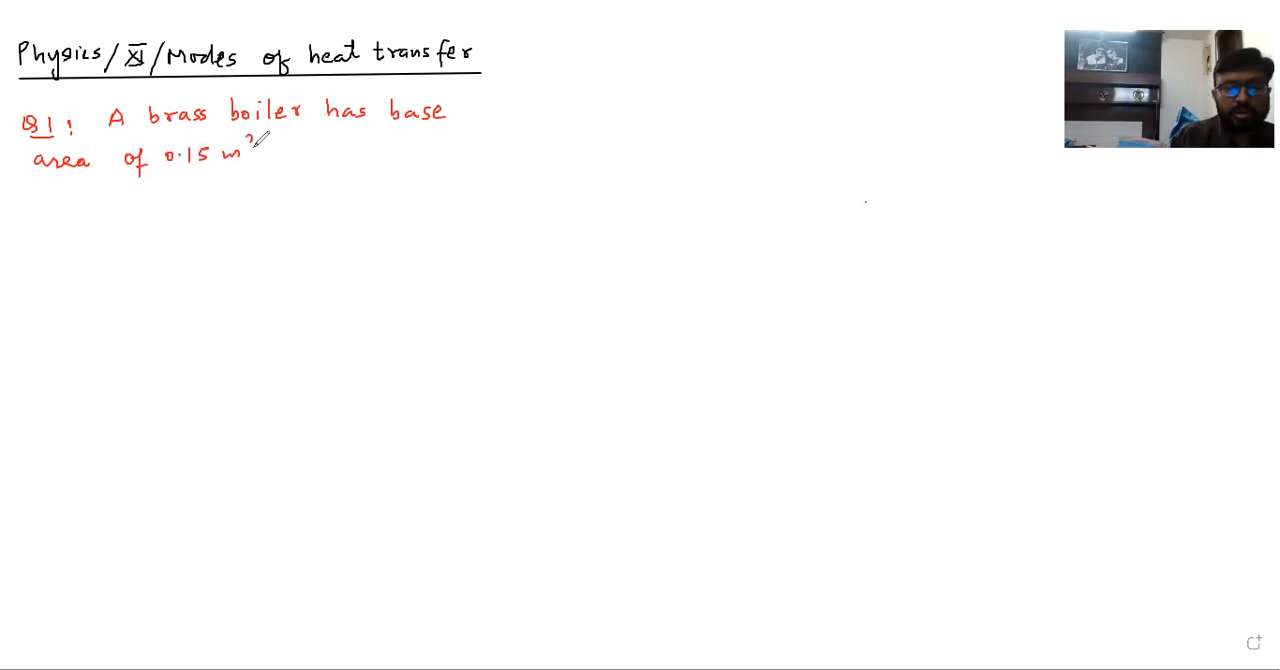 Physics/XI/Modes of heat transfer
Q1: A brass boiler has base
area of 0.15 m²